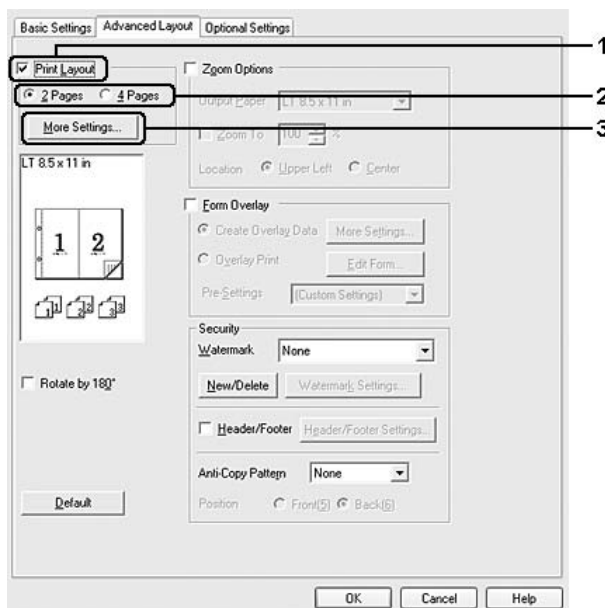 Basic Settings Advanced Layout Optional Settings
1
Print Layout
Zoom Options
2 Pages 4 Pages
2
Output Paper LT 8.5 x 11 in
More Settings...
3
Zoom To 100 %
LT 8.5 x 11 in
Location Upper Left Center
Form Overlay
Create Overlay Data More Settings...
1 2
Overlay Print Edit Form...
Pre-Settings (Custom Settings)
11 22 33
Security
Watermark None
Rotate by 180°
New/Delete Watermark Settings...
Header/Footer Header/Footer Settings...
Anti-Copy Pattern None
Default
Position Front(5) Back(6)
OK Cancel Help